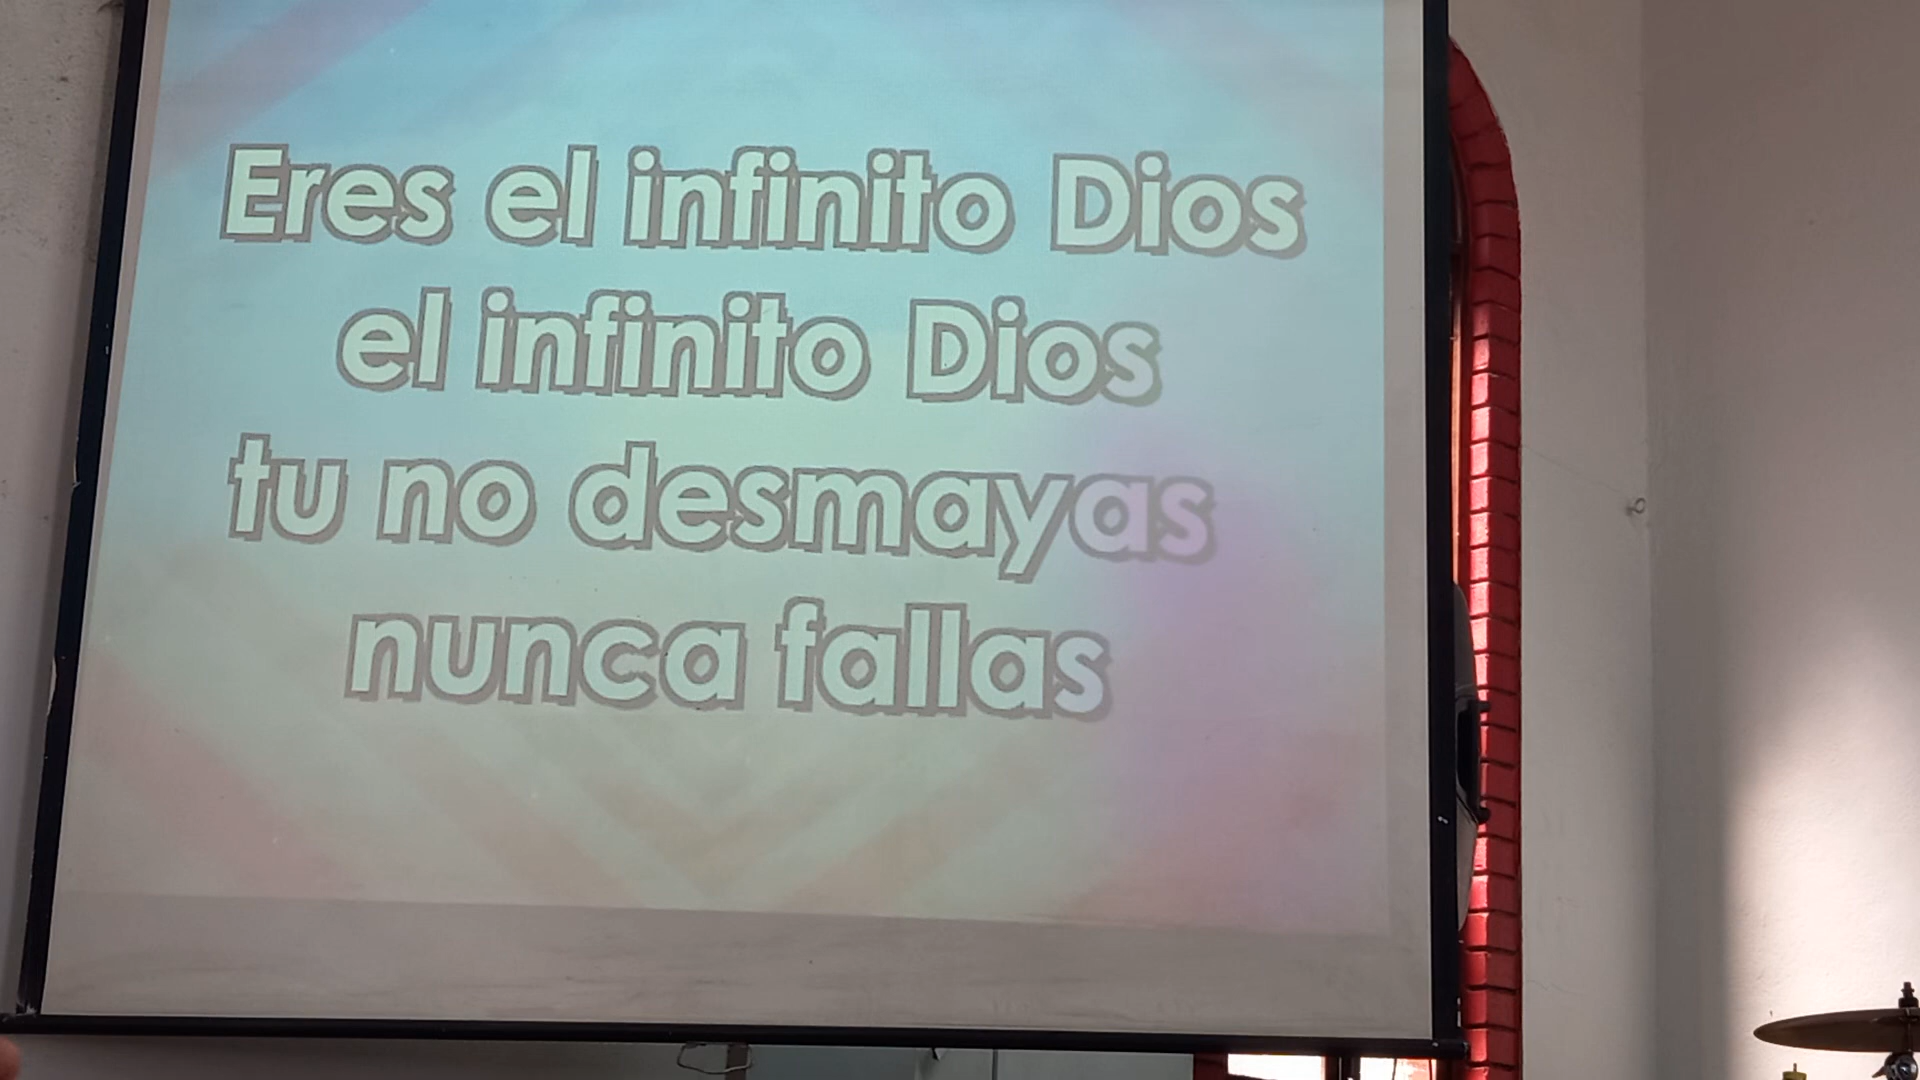 Eres el infinito Dios
el infinito Dios
tu no desmayas
nunca fallas